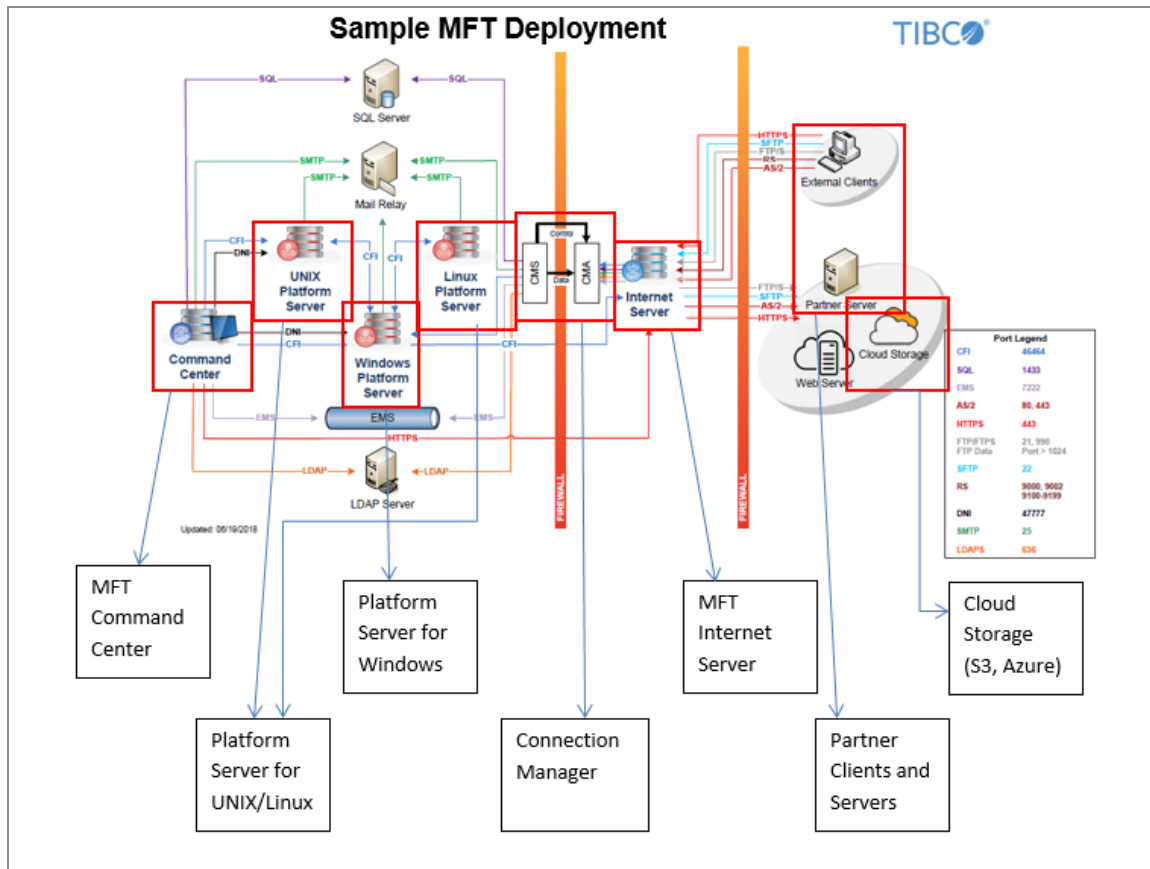 Sample MFT Deployment
TIBCO®
SQL
SQL
SQL Server
SMTP
SMTP
SMTP
SMTP
Mail Relay
HTTPS
SFTP
FTP/S
RS
AS/2
External Clients
CFI
DNI
CFI
CFI
UNIX
Platform
Server
Linux
Platform
Server
Control
CMS
Data
CMA
Internet
Server
FTP/S
SFTP
AS/2
HTTPS
Partner Server
Cloud Storage
Web Server
Command
Center
DNI
CFI
Windows
Platform
Server
CFI
EMS
EMS
EMS
HTTPS
LDAP
LDAP
LDAP Server
FIREWALL
FIREWALL
Updated: 06/19/2018
Port Legend
CFI 46464
SQL 1433
EMS 7222
AS/2 80, 443
HTTPS 443
FTP/FTPS 21, 990
FTP Data Port > 1024
SFTP 22
RS 9000, 9002
9100-9199
DNI 47777
SMTP 25
LDAPS 636
MFT
Command
Center
Platform
Server for
Windows
MFT
Internet
Server
Cloud
Storage
(S3, Azure)
Platform
Server for
UNIX/Linux
Connection
Manager
Partner
Clients and
Servers